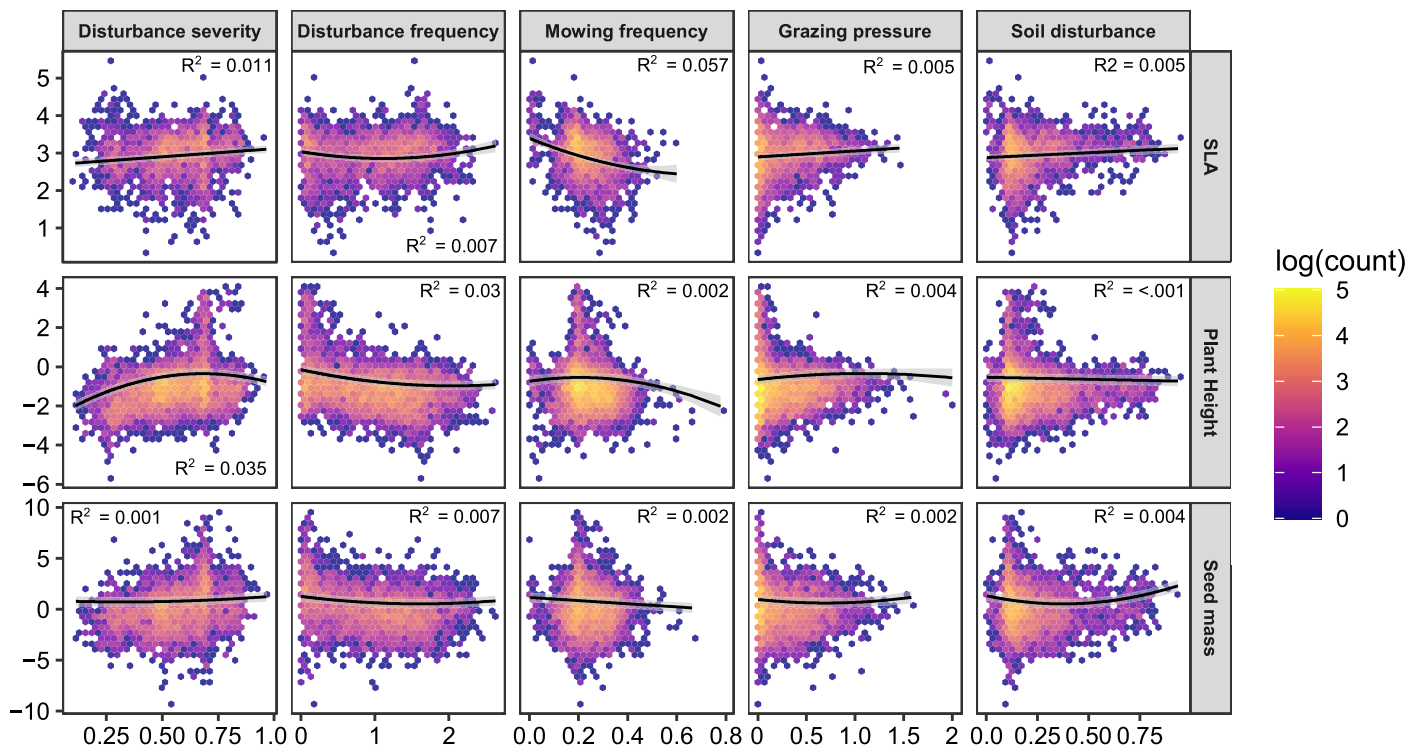 Disturbance severity
Disturbance frequency
Mowing frequency
Grazing pressure
Soil disturbance
5
4
3
2
1
R² = 0.011
R² = 0.007
R² = 0.057
R² = 0.005
R2 = 0.005
SLA
4
2
0
−2
−4
−6
R² = 0.035
R² = 0.03
R² = 0.002
R² = 0.004
R² = <.001
Plant Height
10
5
0
−5
−10
R² = 0.001
R² = 0.007
R² = 0.002
R² = 0.002
R² = 0.004
Seed mass
0.25 0.50 0.75 1.0
0 1 2
0.0 0.2 0.4 0.6 0.8
0.0 0.5 1.0 1.5 2.0
0.0 0.25 0.50 0.75
log(count)
5
4
3
2
1
0